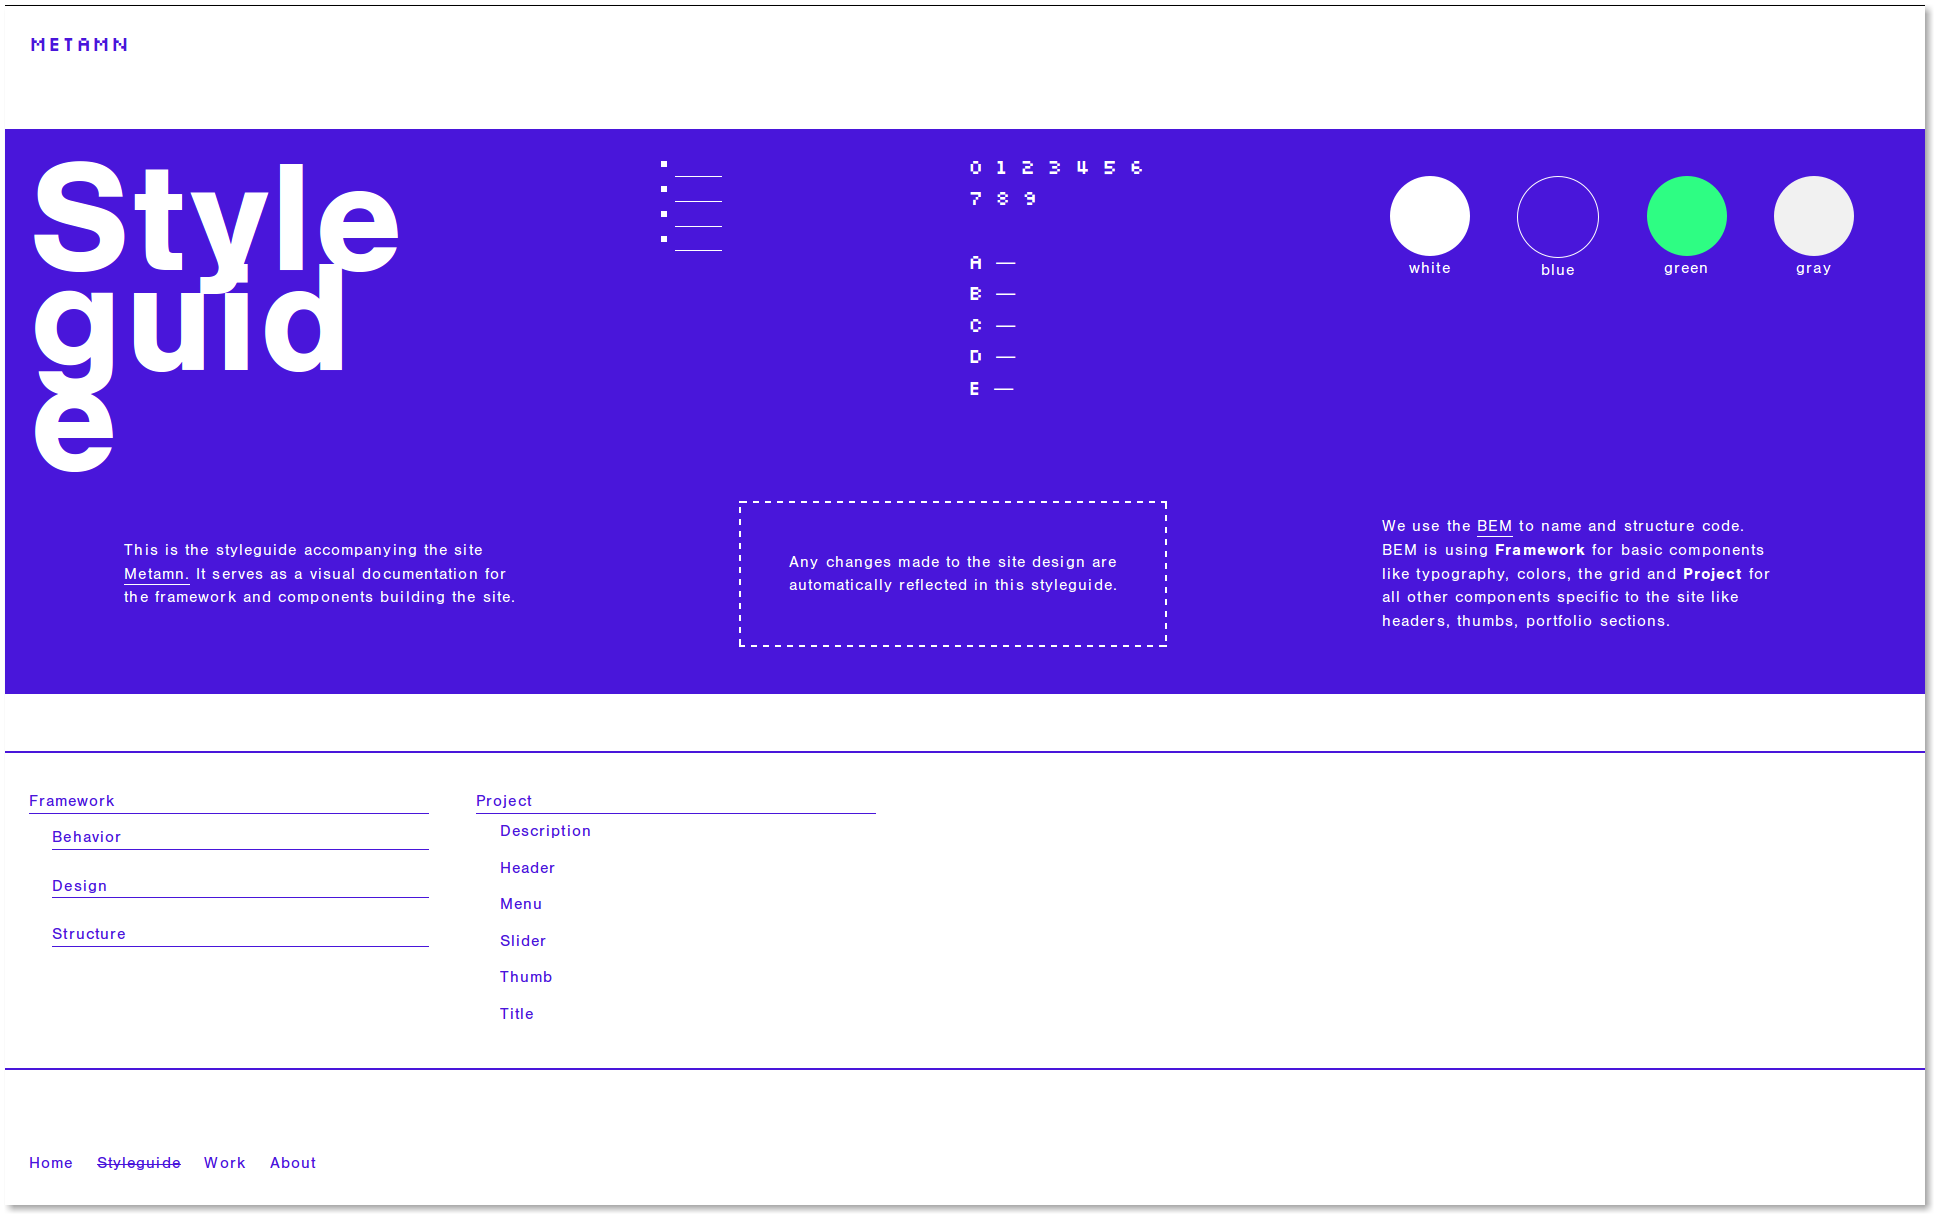 METAMN
Style
guid
e
0 1 2 3 4 5 6
7 8 9
A —
B —
C —
D —
E —
white
blue
green
gray
This is the styleguide accompanying the site
Metamn. It serves as a visual documentation for
the framework and components building the site.
Any changes made to the site design are
automatically reflected in this styleguide.
We use the BEM to name and structure code.
BEM is using Framework for basic components
like typography, colors, the grid and Project for
all other components specific to the site like
headers, thumbs, portfolio sections.
Framework
Behavior
Design
Structure
Project
Description
Header
Menu
Slider
Thumb
Title
Home Styleguide Work About